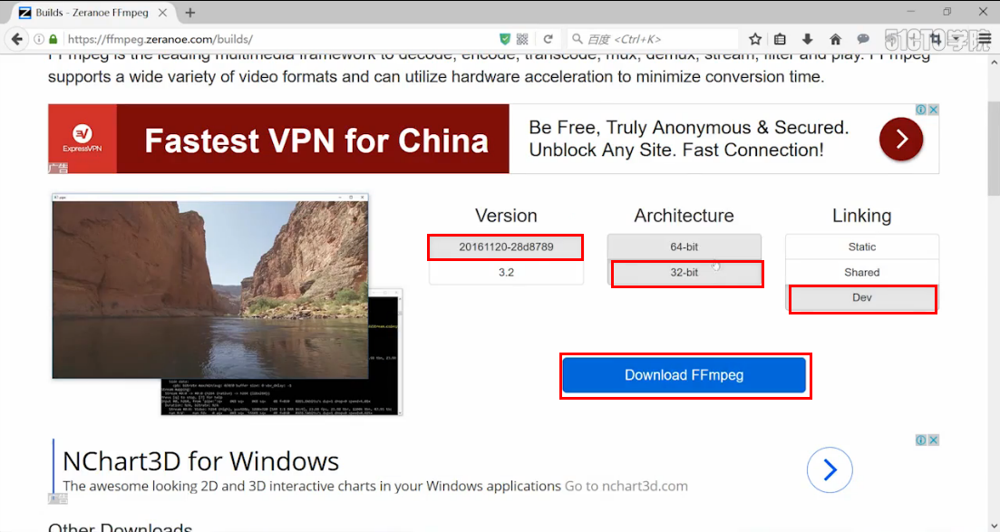 Builds - Zeranoe FFmpeg
https://ffmpeg.zeranoe.com/builds/
百度 <Ctrl+K>
51CTO学院
FFmpeg is the leading multimedia framework to decode, encode, transcode, mux, demux, stream, filter and play. FFmpeg
supports a wide variety of video formats and can utilize hardware acceleration to minimize conversion time.
ExpressVPN
Fastest VPN for China
Be Free, Truly Anonymous & Secured.
Unblock Any Site. Fast Connection!
广告
Version
Architecture
Linking
20161120-28d8789
64-bit
Static
3.2
32-bit
Shared
Dev
Download FFmpeg
NChart3D for Windows
The awesome looking 2D and 3D interactive charts in your Windows applications Go to nchart3d.com
Other Downloads